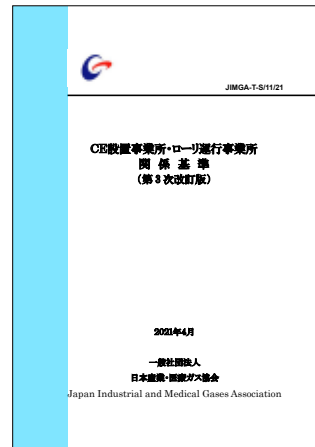 JIMGA-T-S/11/21
CE設置事業所・ローリ運行事業所
関 係 基 準
(第3次改訂版)
2021年4月
一般社団法人
日本産業・医療ガス協会
Japan Industrial and Medical Gases Association